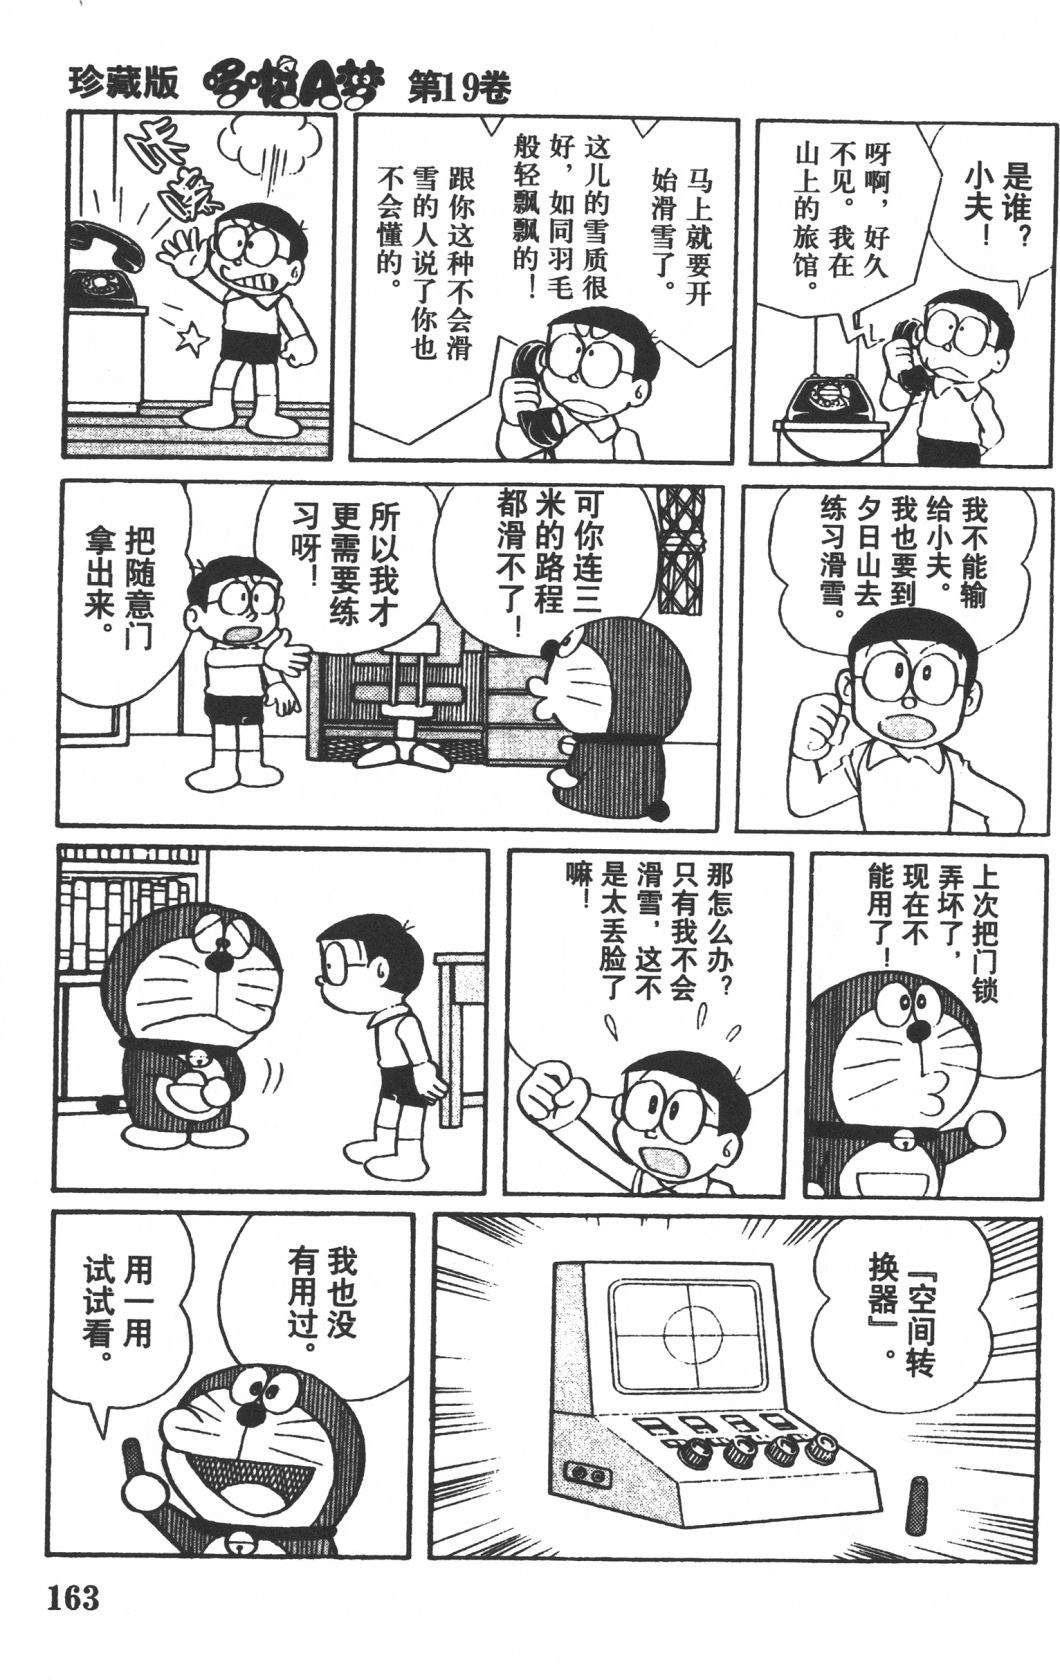 珍藏版 哆啦A梦 第19卷
是谁？
小夫！
呀啊，好久
不见。我在
山上的旅馆。
马上就要开
始滑雪了。
这儿的雪质很
好，如同羽毛
般轻飘飘的！
跟你这种不会滑
雪的人说了你也
不会懂的。
我不能输
给小夫。
我也要到
夕日山去
练习滑雪。
可你连三
米的路程
都滑不了！
所以我才
更需要练
习呀！
把随意门
拿出来。
上次把门锁
弄坏了，
现在不
能用了！
那怎么办？
只有我不会
滑雪，这不
是太丢脸了
嘛！
『空间转
换器』。
我也没
有用过。
用一用
试试看。
163